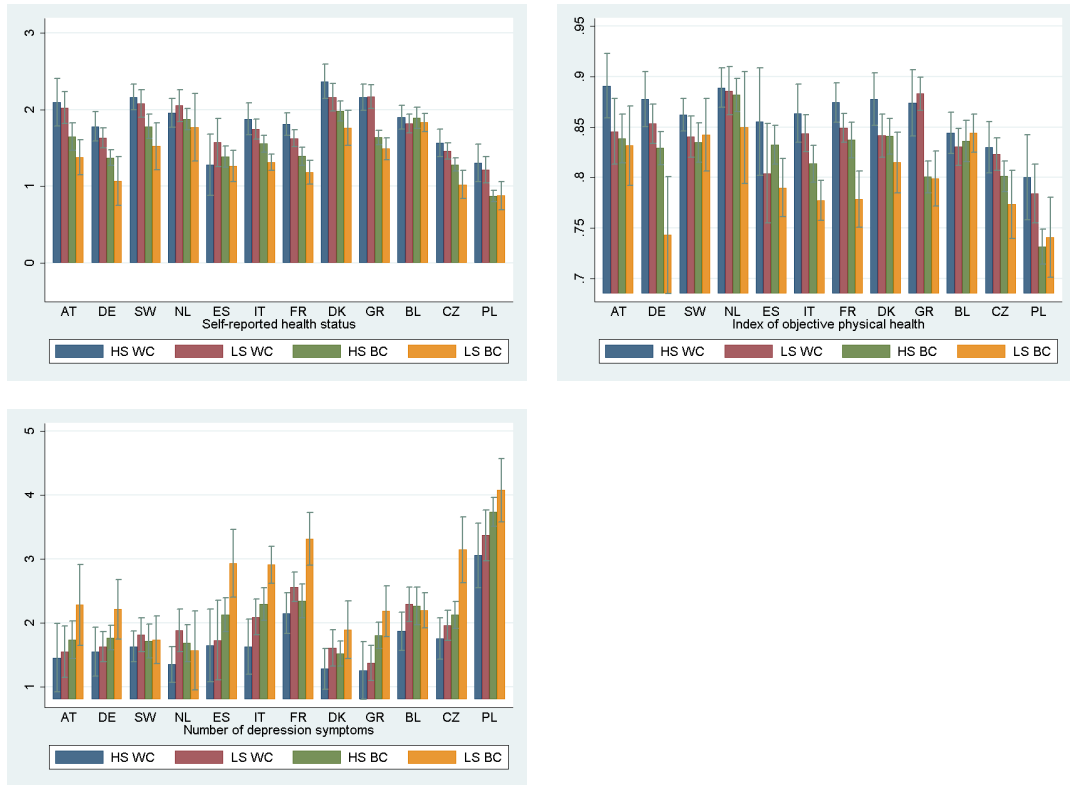 3
2
1
0
AT DE SW NL ES IT FR DK GR BL CZ PL
Self-reported health status
HS WC LS WC HS BC LS BC
.95
.9
.85
.8
.75
.7
AT DE SW NL ES IT FR DK GR BL CZ PL
Index of objective physical health
HS WC LS WC HS BC LS BC
5
4
3
2
1
AT DE SW NL ES IT FR DK GR BL CZ PL
Number of depression symptoms
HS WC LS WC HS BC LS BC